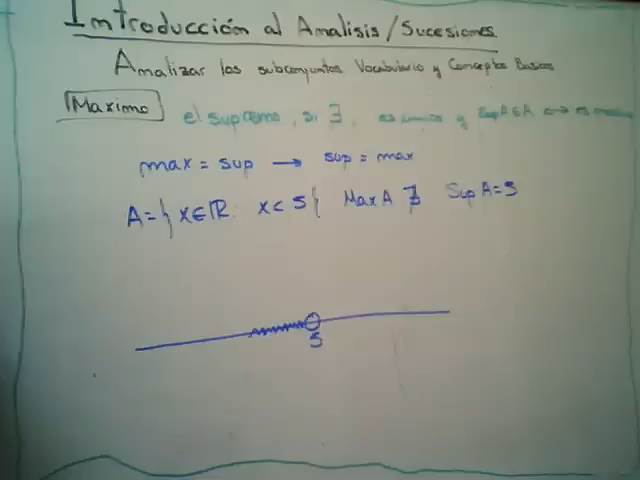 Introducción al Analisis/Sucesiones
Analizar los subconjuntos Vocabulario y Conceptos Basicos
Maximo
el supremo, si ∃, es unico y SupA∈A ⟷ es maximo
max = sup → sup = max
A = { x∈ℝ: x < 5 { Max A ∄ Sup A = 5
5